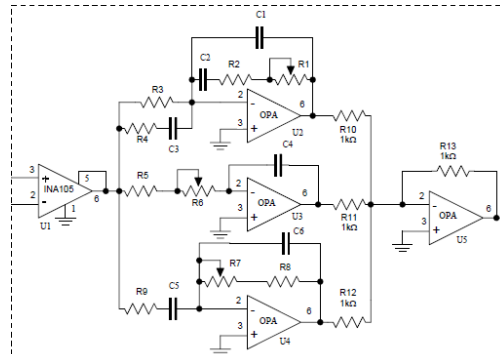 C1
C2
R2
R1
R3
2
6
R4
C3
OPA
3
U2
R10
1kΩ
C4
R13
1kΩ
3
5
INA105
2
6
1
U1
R5
R6
2
6
OPA
3
U3
R11
1kΩ
2
6
OPA
3
U5
C6
R7
R8
R9
C5
2
6
OPA
3
U4
R12
1kΩ